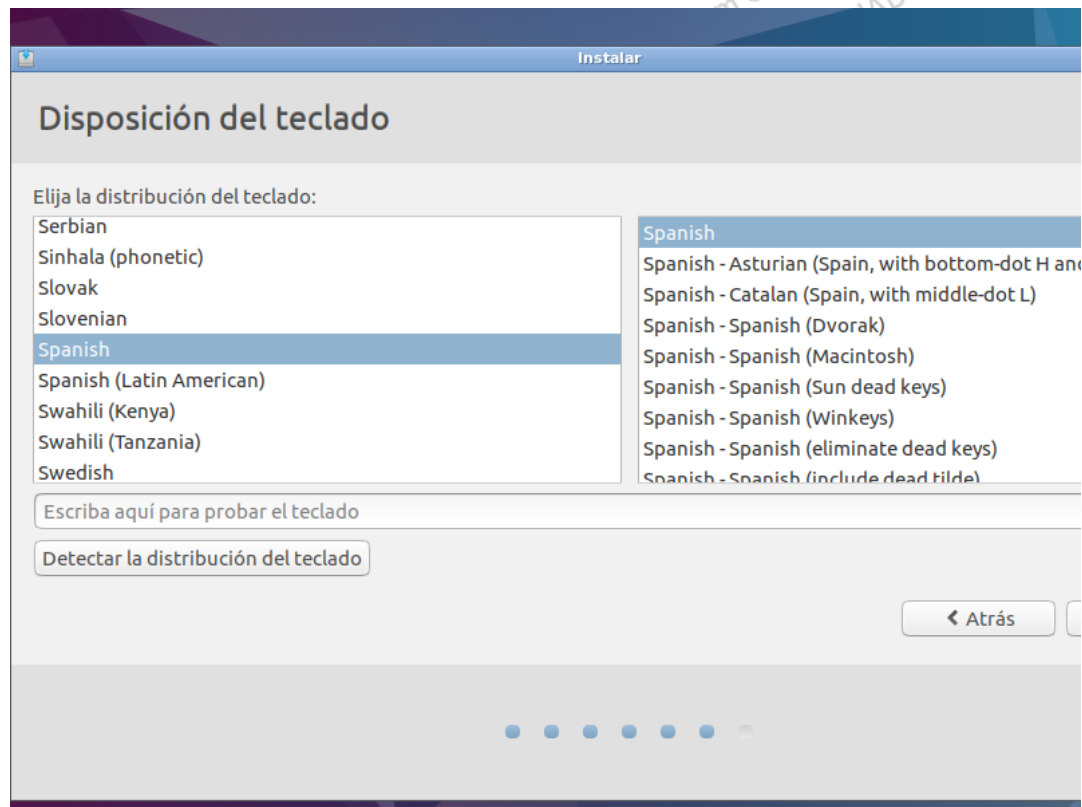 Instalar
Disposición del teclado
Elija la distribución del teclado:
Serbian
Sinhala (phonetic)
Slovak
Slovenian
Spanish
Spanish (Latin American)
Swahili (Kenya)
Swahili (Tanzania)
Swedish
Spanish
Spanish - Asturian (Spain, with bottom-dot H and
Spanish - Catalan (Spain, with middle-dot L)
Spanish - Spanish (Dvorak)
Spanish - Spanish (Macintosh)
Spanish - Spanish (Sun dead keys)
Spanish - Spanish (Winkeys)
Spanish - Spanish (eliminate dead keys)
Spanish - Spanish (include dead tilde)
Escriba aquí para probar el teclado
Detectar la distribución del teclado
Atrás